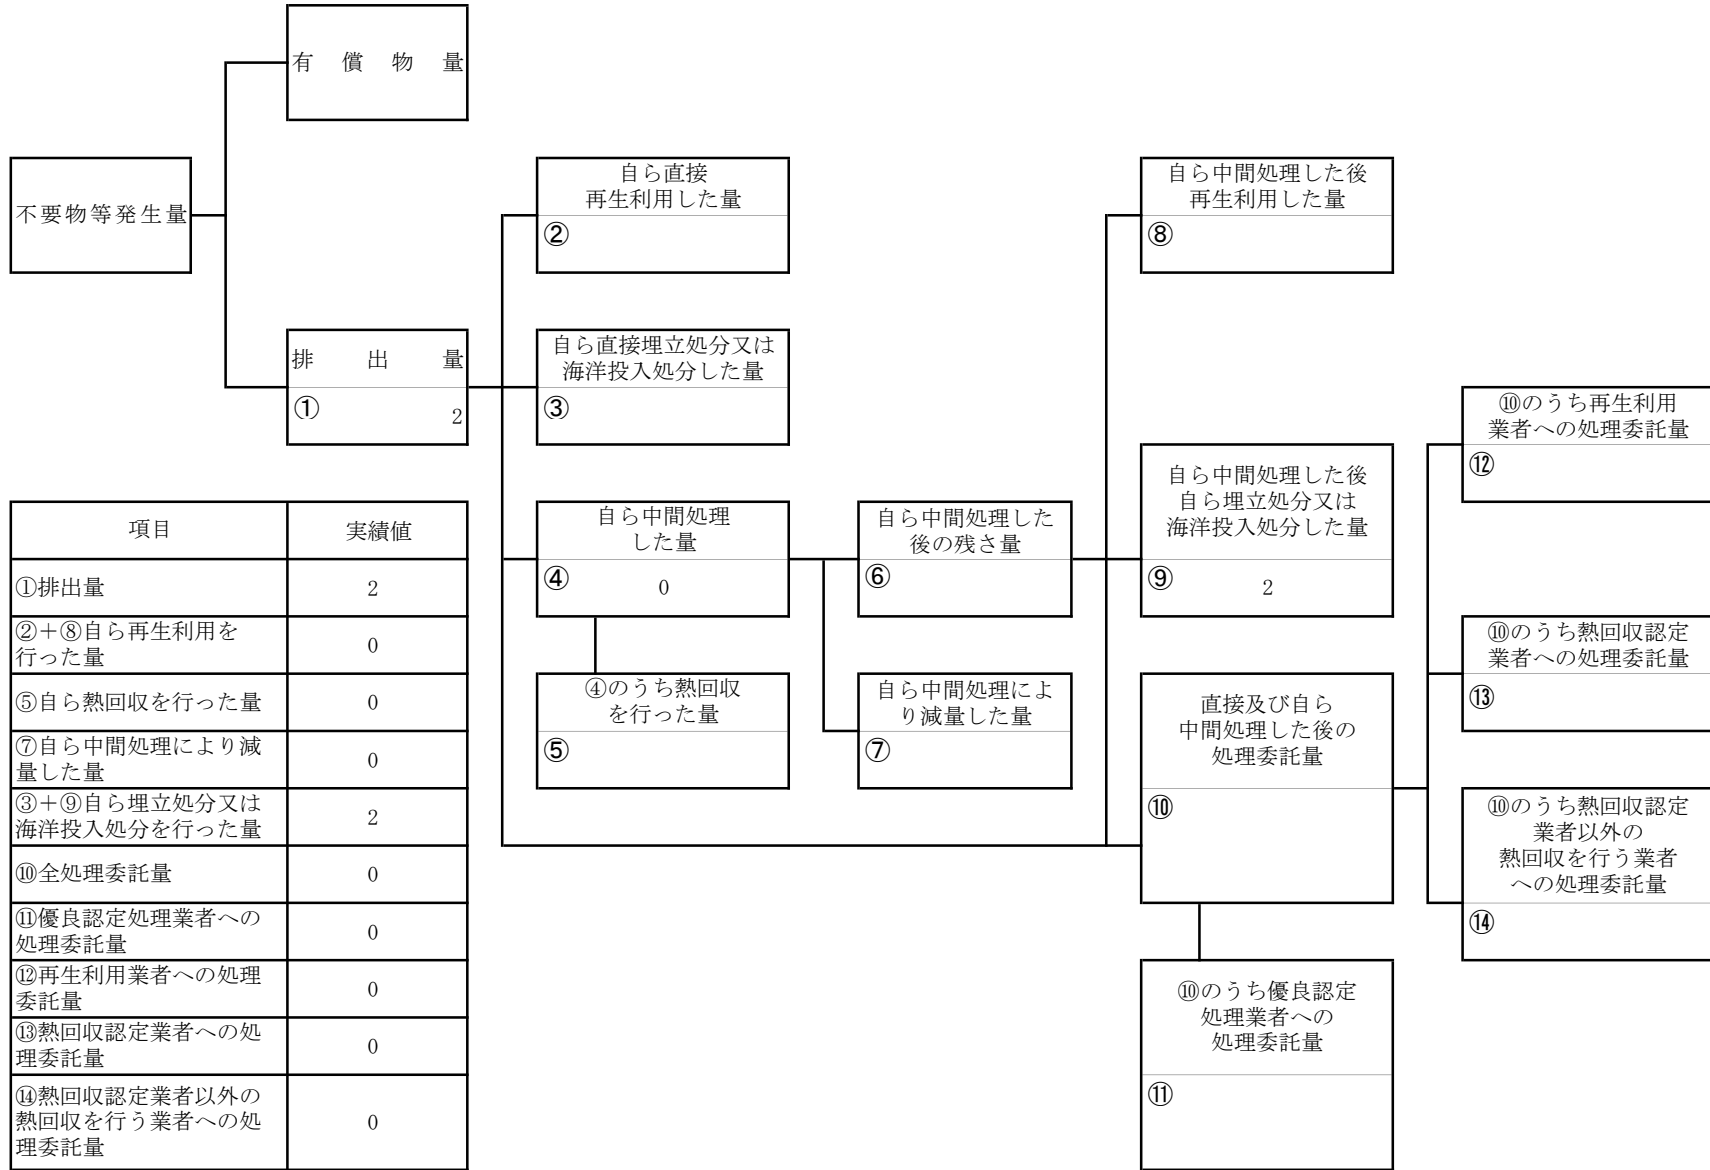 有償物量
不要物等発生量
排出量
①
2
自ら直接
再生利用した量
②
自ら直接埋立処分又は
海洋投入処分した量
③
自ら中間処理
した量
④
0
④のうち熱回収
を行った量
⑤
自ら中間処理した
後の残さ量
⑥
自ら中間処理によ
り減量した量
⑦
自ら中間処理した後
再生利用した量
⑧
自ら中間処理した後
自ら埋立処分又は
海洋投入処分した量
⑨
2
直接及び自ら
中間処理した後の
処理委託量
⑩
⑩のうち優良認定
処理業者への
処理委託量
⑪
⑩のうち再生利用
業者への処理委託量
⑫
⑩のうち熱回収認定
業者への処理委託量
⑬
⑩のうち熱回収認定
業者以外の
熱回収を行う業者
への処理委託量
⑭
項目 実績値
①排出量 2
②+⑧自ら再生利用を
行った量 0
⑤自ら熱回収を行った量 0
⑦自ら中間処理により減
量した量 0
③+⑨自ら埋立処分又は
海洋投入処分を行った量 2
⑩全処理委託量 0
⑪優良認定処理業者への
処理委託量 0
⑫再生利用業者への処理
委託量 0
⑬熱回収認定業者への処
理委託量 0
⑭熱回収認定業者以外の
熱回収を行う業者への処
理委託量 0